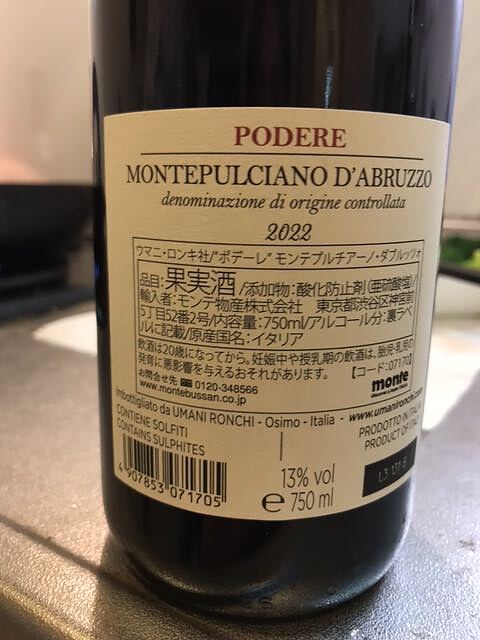 PODERE
MONTEPULCIANO D'ABRUZZO
denominazione di origine controllata
2022
ウマニ・ロンキ社/"ポデーレ" モンテプルチアーノ・ダブルッツォ
品目:果実酒/添加物:酸化防止剤(亜硫酸塩)/
輸入者:モンテ物産株式会社 東京都渋谷区神宮前
5丁目52番2号/内容量:750ml/アルコール分:裏ラベ
ルに記載/原産国名:イタリア
飲酒は20歳になってから。妊娠中や授乳期の飲酒は、胎児・乳児の
発育に悪影響を与えるおそれがあります。 【コード:07170】
お問合せ先 0120-348566
www.montebussan.co.jp
monte
imbottigliato da UMANI RONCHI - Osimo - Italia - www.umanironchi.com
CONTIENE SOLFITI
CONTAINS SULPHITES
PRODOTTO IN ITALIA
PRODUCT OF ITALY
4 907853 071705
13% vol
e 750 ml